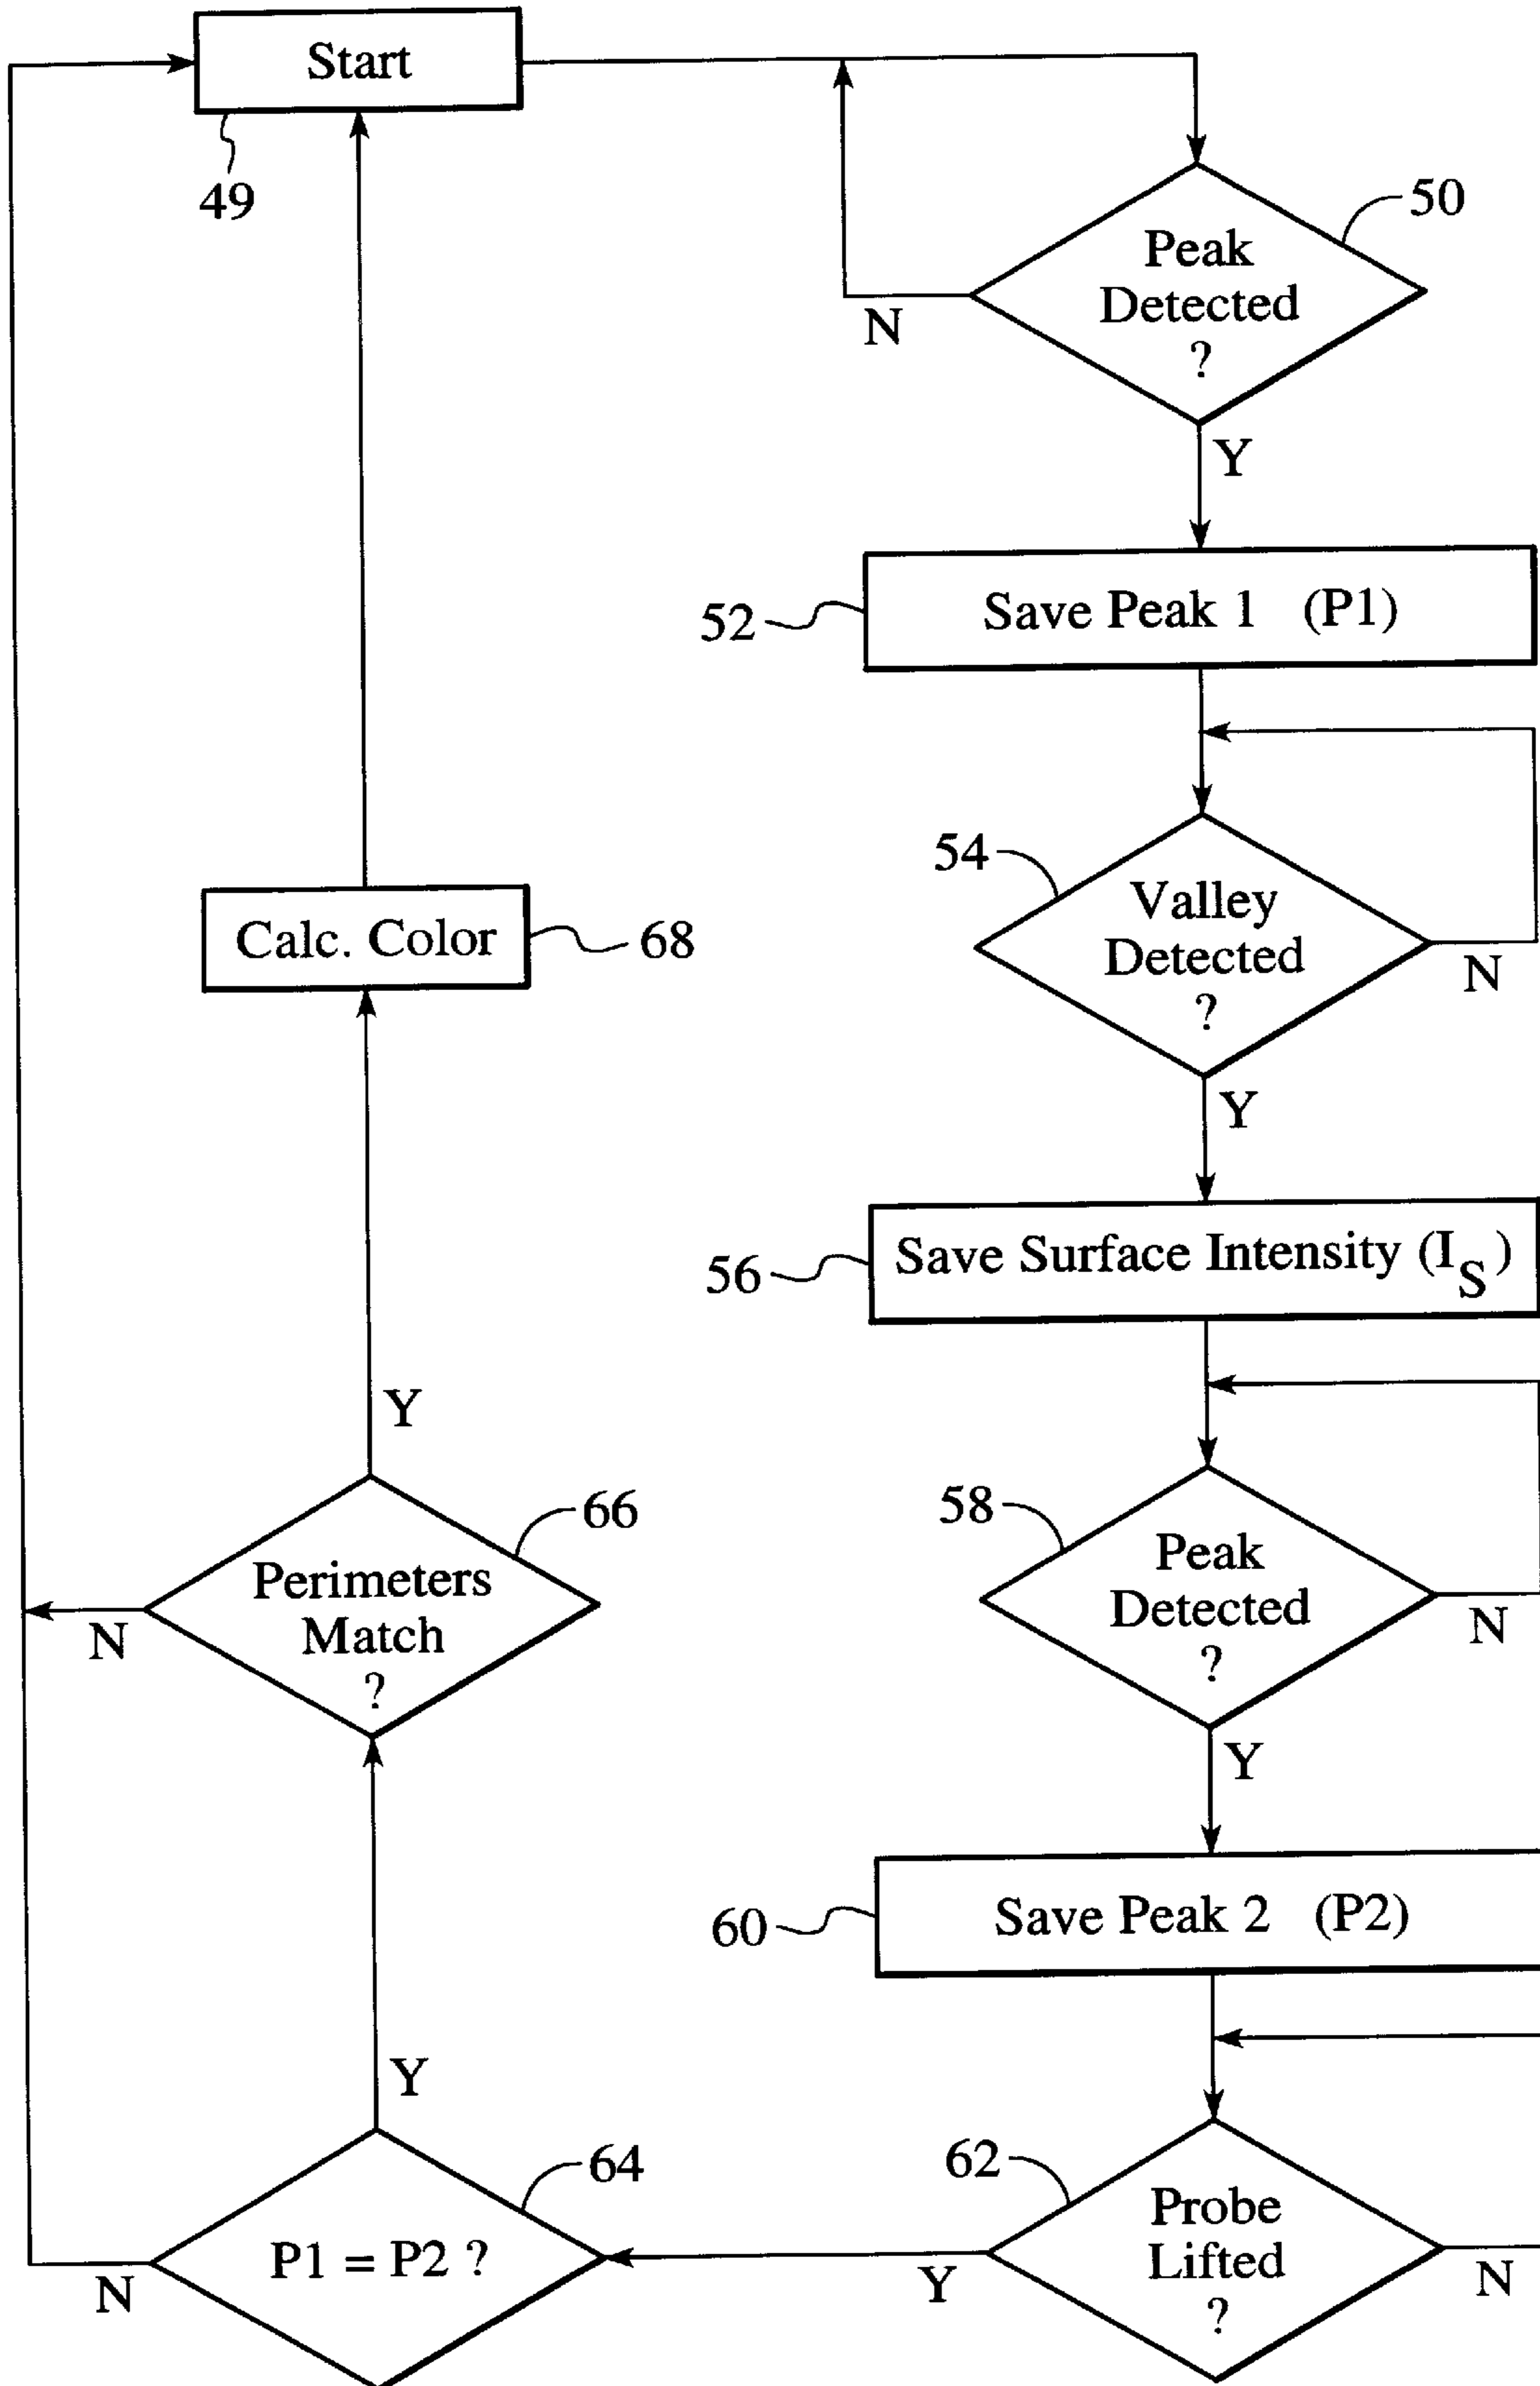 Start
49
50
Peak
Detected
?
N
Y
52
Save Peak 1 (P1)
54
Valley
Detected
?
N
Y
56
Save Surface Intensity (I_S)
58
Peak
Detected
?
N
Y
60
Save Peak 2 (P2)
62
Probe
Lifted
?
N
Y
64
P1 = P2 ?
N
Y
66
Perimeters
Match
?
N
Y
Calc. Color
68